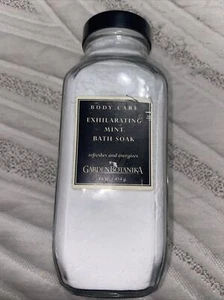 BODY CARE
EXHILARATING
MINT
BATH SOAK
refreshes and energizes
GARDEN BOTANIKA